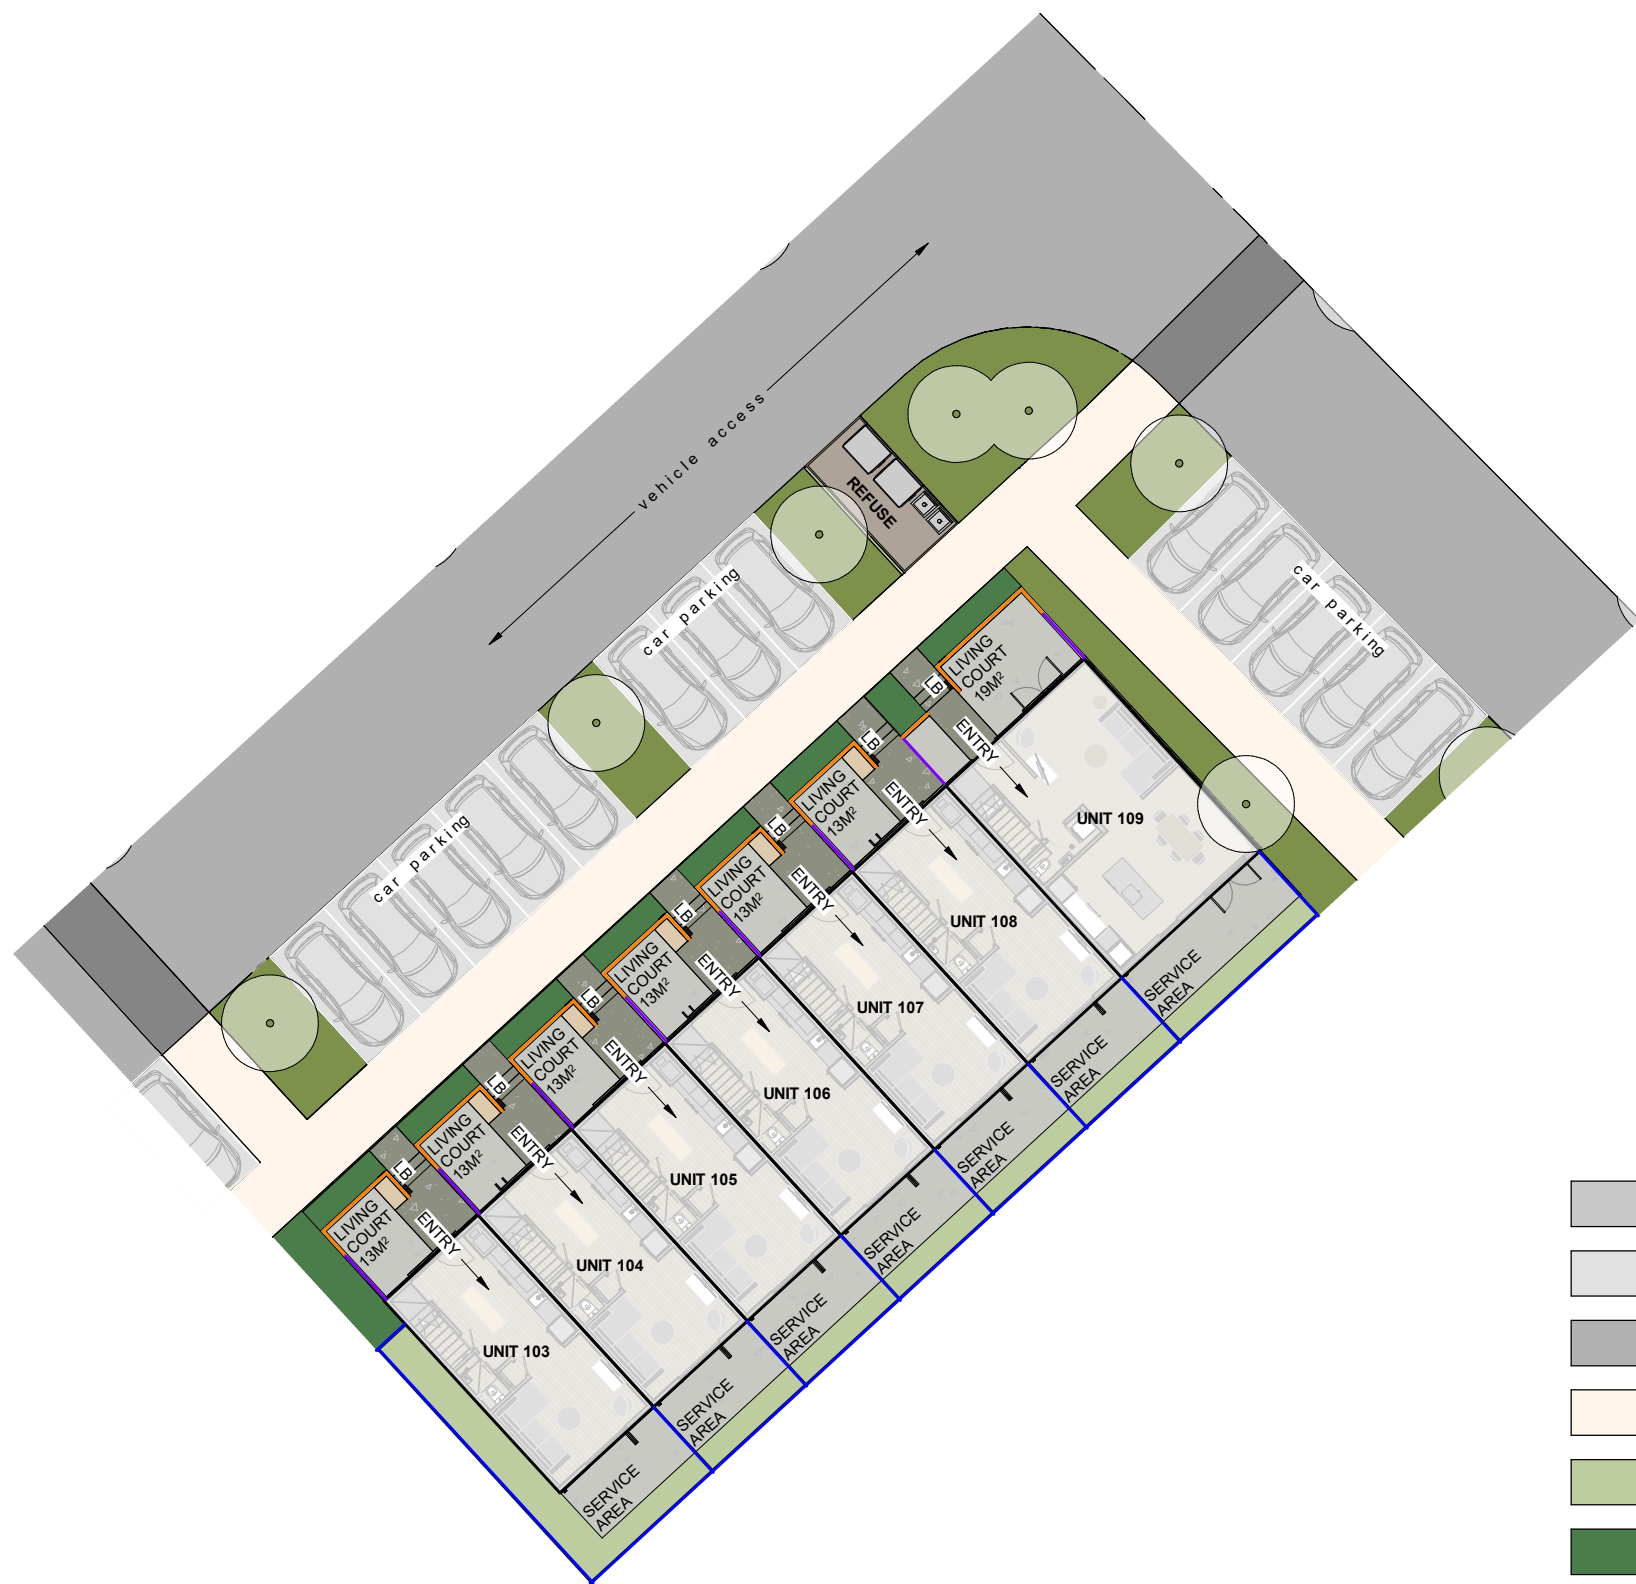 vehicle access
REFUSE
car parking
car parking
car parking
LIVING
COURT
19M²
LB
ENTRY
UNIT 109
SERVICE
AREA
LIVING
COURT
13M²
LB
ENTRY
UNIT 108
SERVICE
AREA
LIVING
COURT
13M²
LB
ENTRY
UNIT 107
SERVICE
AREA
LIVING
COURT
13M²
LB
ENTRY
UNIT 106
SERVICE
AREA
LIVING
COURT
13M²
LB
ENTRY
UNIT 105
SERVICE
AREA
LIVING
COURT
13M²
LB
ENTRY
UNIT 104
SERVICE
AREA
LIVING
COURT
13M²
LB
ENTRY
UNIT 103
SERVICE
AREA